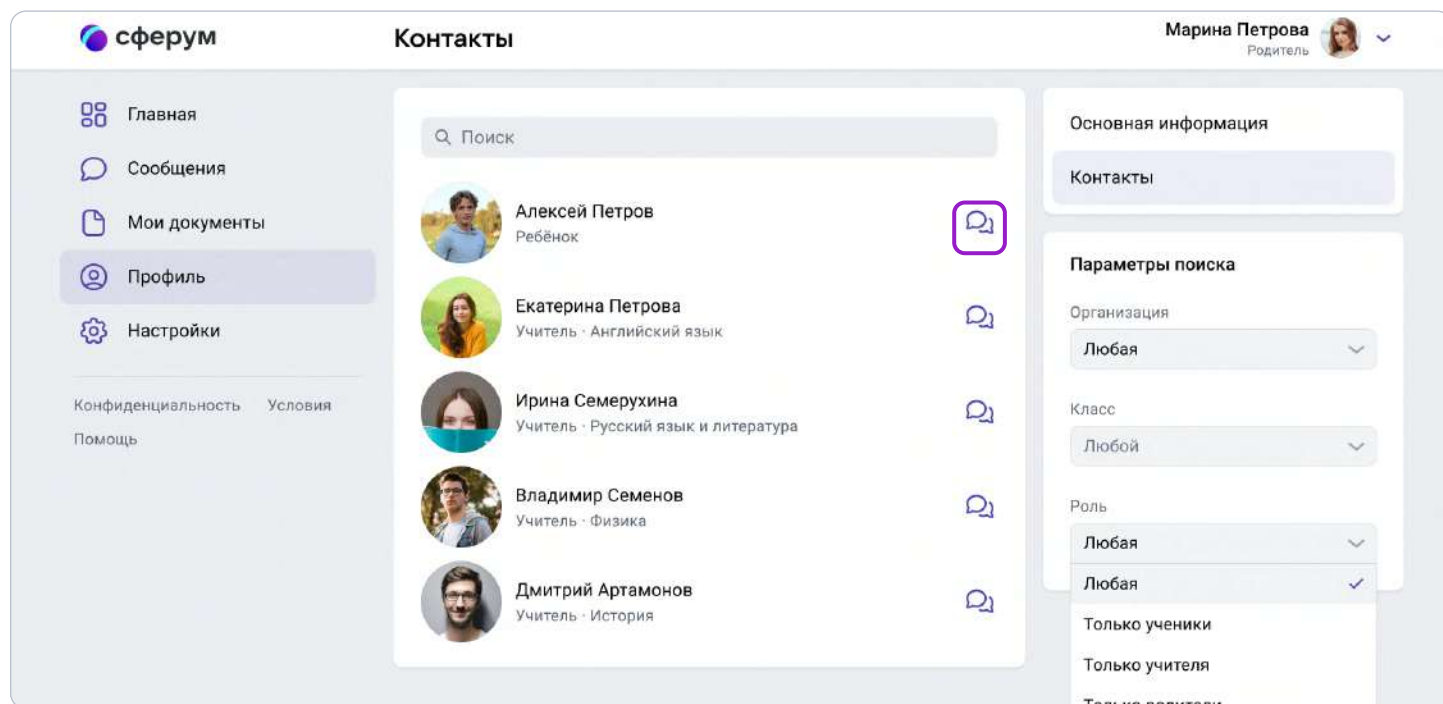 сферум
Контакты
Марина Петрова
Родитель
Главная
Сообщения
Мои документы
Профиль
Настройки
Конфиденциальность Условия
Помощь
Поиск
Алексей Петров
Ребёнок
Екатерина Петрова
Учитель · Английский язык
Ирина Семерухина
Учитель · Русский язык и литература
Владимир Семенов
Учитель · Физика
Дмитрий Артамонов
Учитель · История
Основная информация
Контакты
Параметры поиска
Организация
Любая
Класс
Любой
Роль
Любая
Любая
Только ученики
Только учителя
Только родители